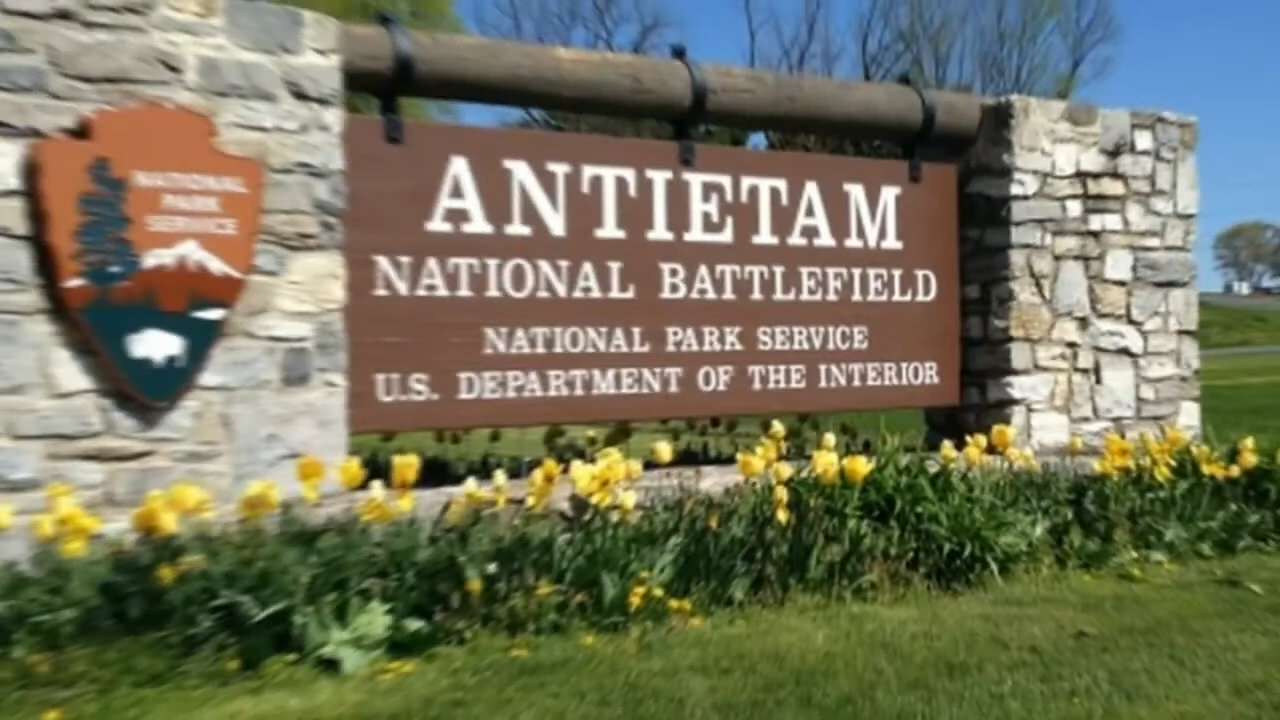 NATIONAL
PARK
SERVICE
ANTIETAM
NATIONAL BATTLEFIELD
NATIONAL PARK SERVICE
U.S. DEPARTMENT OF THE INTERIOR